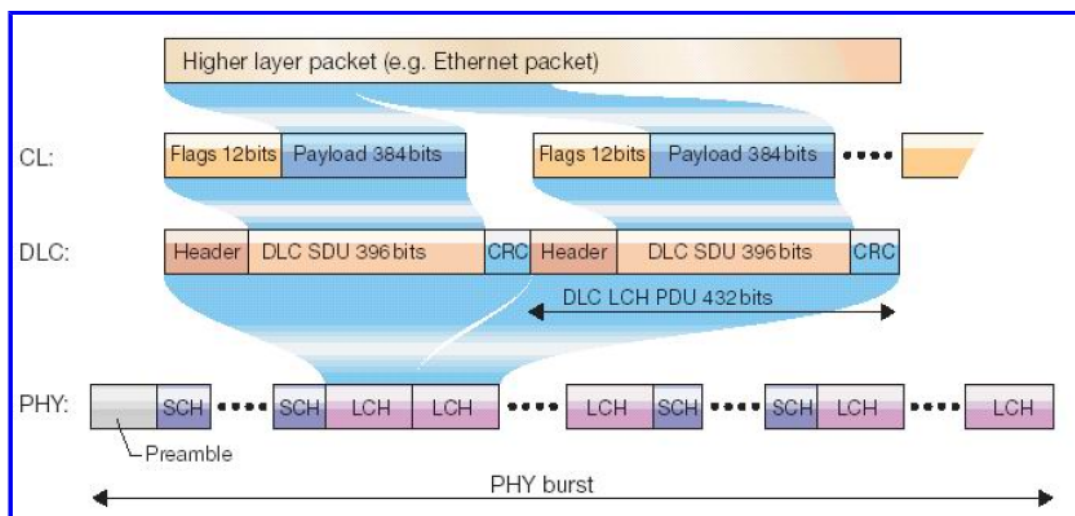 Higher layer packet (e.g. Ethernet packet)
CL: Flags 12bits Payload 384bits Flags 12bits Payload 384bits
DLC: Header DLC SDU 396bits CRC Header DLC SDU 396bits CRC
DLC LCH PDU 432bits
PHY: SCH SCH LCH LCH LCH SCH SCH LCH LCH
Preamble
PHY burst